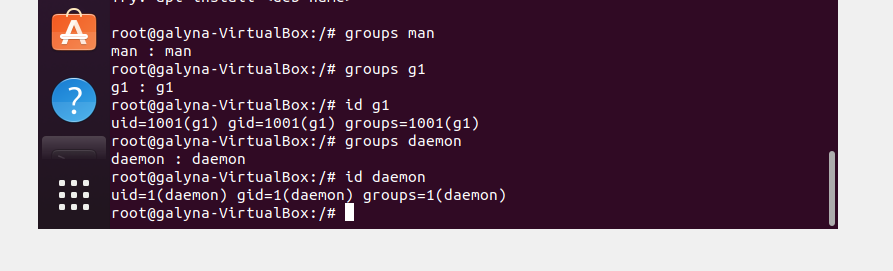 Try: apt install <deb name>
root@galyna-VirtualBox:/# groups man
man : man
root@galyna-VirtualBox:/# groups g1
g1 : g1
root@galyna-VirtualBox:/# id g1
uid=1001(g1) gid=1001(g1) groups=1001(g1)
root@galyna-VirtualBox:/# groups daemon
daemon : daemon
root@galyna-VirtualBox:/# id daemon
uid=1(daemon) gid=1(daemon) groups=1(daemon)
root@galyna-VirtualBox:/#